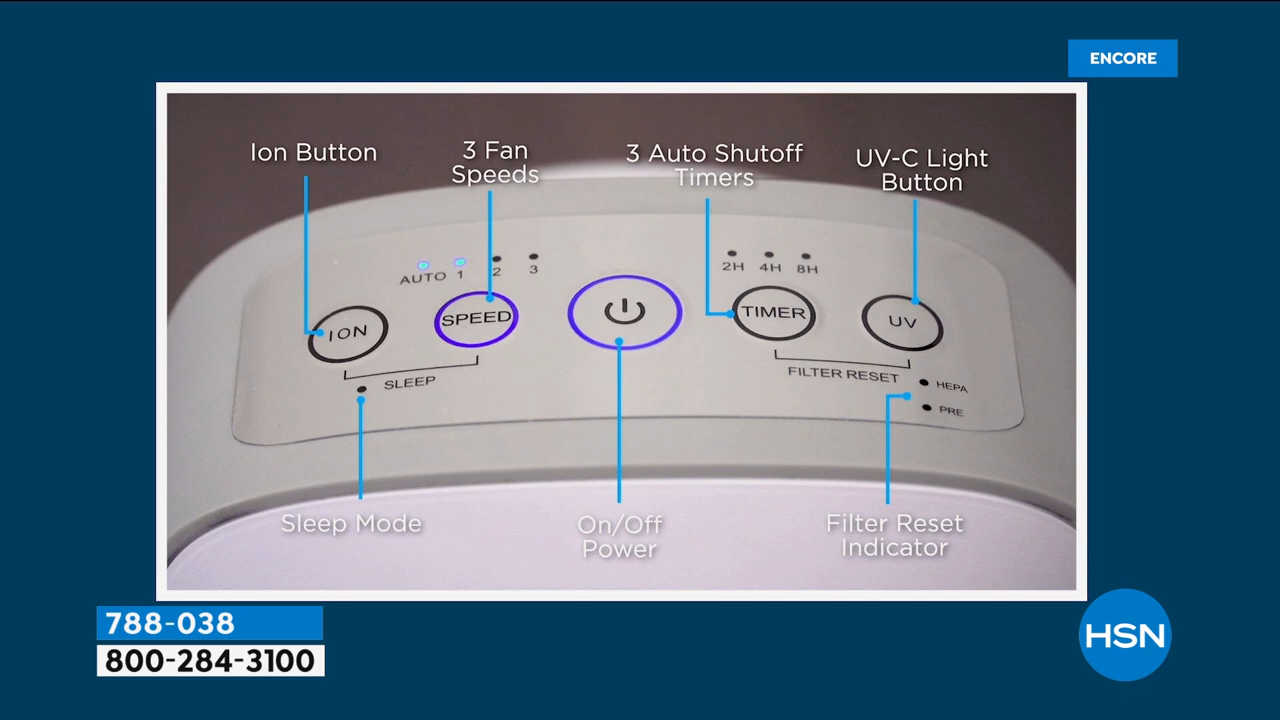 ENCORE
Ion Button
3 Fan
Speeds
3 Auto Shutoff
Timers
UV-C Light
Button
AUTO 1 2 3
2H 4H 8H
ION
SPEED
TIMER
UV
SLEEP
FILTER RESET
HEPA
PRE
Sleep Mode
On/Off
Power
Filter Reset
Indicator
788-038
800-284-3100
HSN